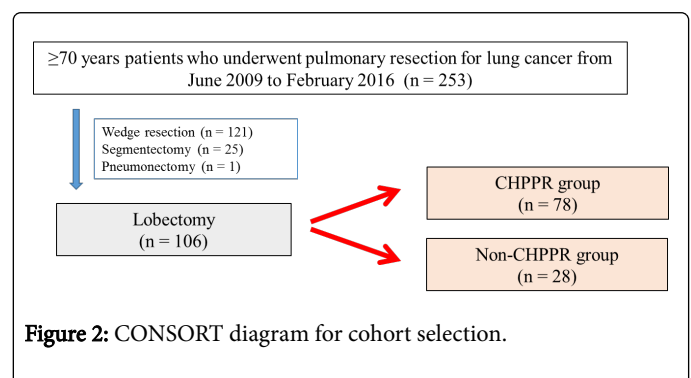 ≥70 years patients who underwent pulmonary resection for lung cancer from
June 2009 to February 2016 (n = 253)
Wedge resection (n = 121)
Segmentectomy (n = 25)
Pneumonectomy (n = 1)
Lobectomy
(n = 106)
CHPPR group
(n = 78)
Non-CHPPR group
(n = 28)
Figure 2: CONSORT diagram for cohort selection.